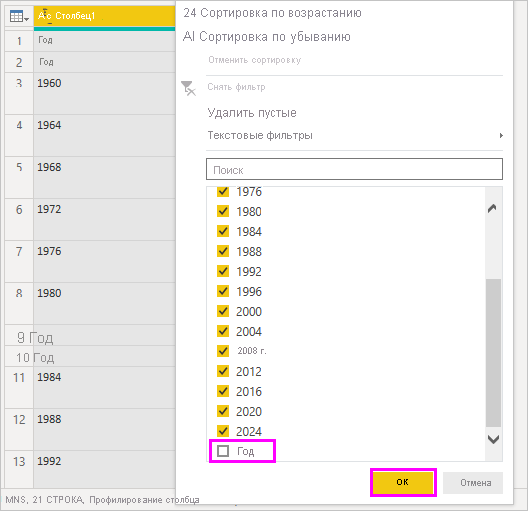 Aс Столбец1
1 Год
2 Год
3 1960
4 1964
5 1968
6 1972
7 1976
8 1980
9 Год
10 Год
11 1984
12 1988
13 1992
MNS, 21 СТРОКА, Профилирование столбца
24 Сортировка по возрастанию
AI Сортировка по убыванию
Отменить сортировку
Снять фильтр
Удалить пустые
Текстовые фильтры
Поиск
1976
1980
1984
1988
1992
1996
2000
2004
2008 г.
2012
2016
2020
2024
Год
ОК
Отмена